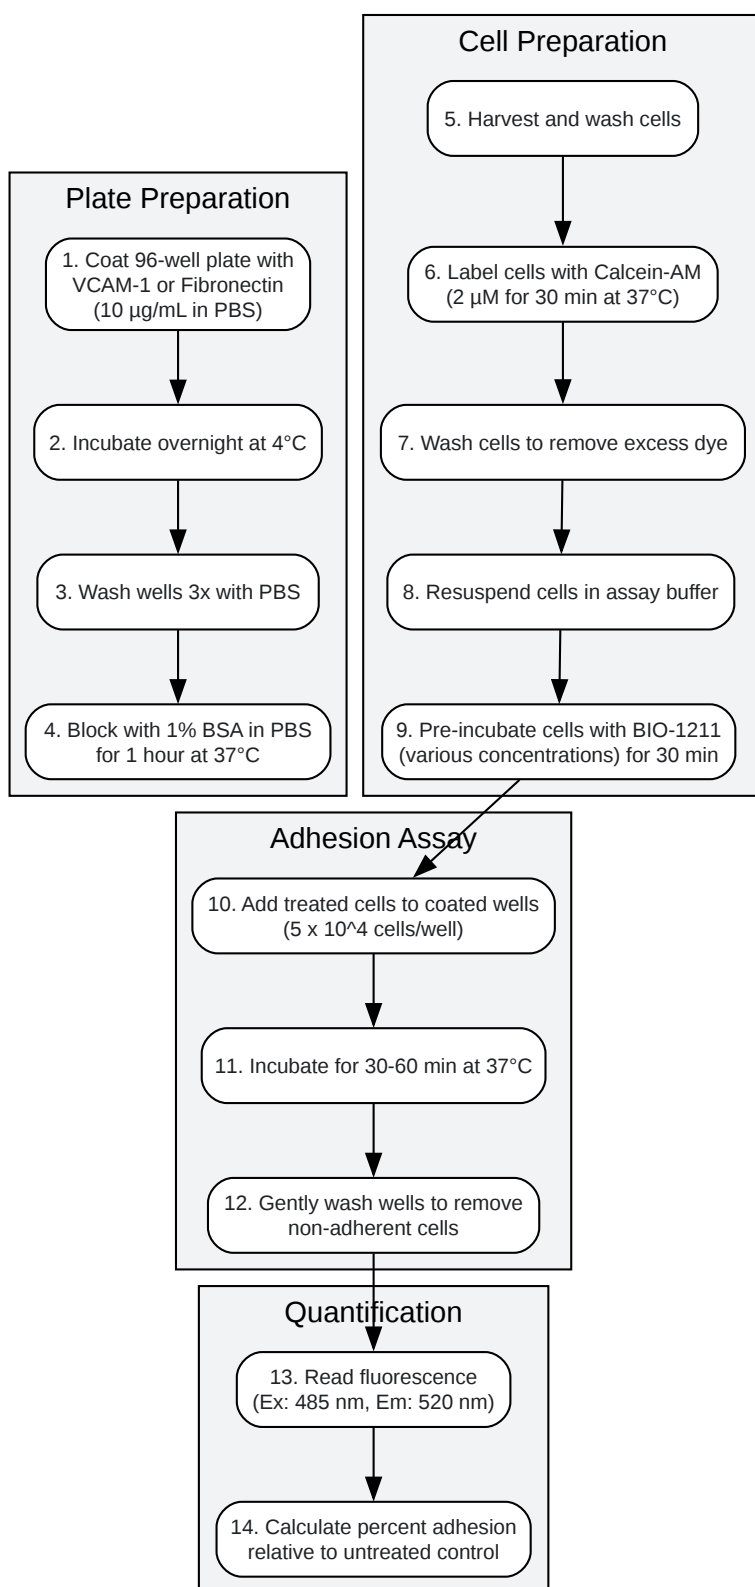 Plate Preparation
1. Coat 96-well plate with
VCAM-1 or Fibronectin
(10 µg/mL in PBS)
2. Incubate overnight at 4°C
3. Wash wells 3x with PBS
4. Block with 1% BSA in PBS
for 1 hour at 37°C
Cell Preparation
5. Harvest and wash cells
6. Label cells with Calcein-AM
(2 µM for 30 min at 37°C)
7. Wash cells to remove excess dye
8. Resuspend cells in assay buffer
9. Pre-incubate cells with BIO-1211
(various concentrations) for 30 min
Adhesion Assay
10. Add treated cells to coated wells
(5 x 10^4 cells/well)
11. Incubate for 30-60 min at 37°C
12. Gently wash wells to remove
non-adherent cells
Quantification
13. Read fluorescence
(Ex: 485 nm, Em: 520 nm)
14. Calculate percent adhesion
relative to untreated control